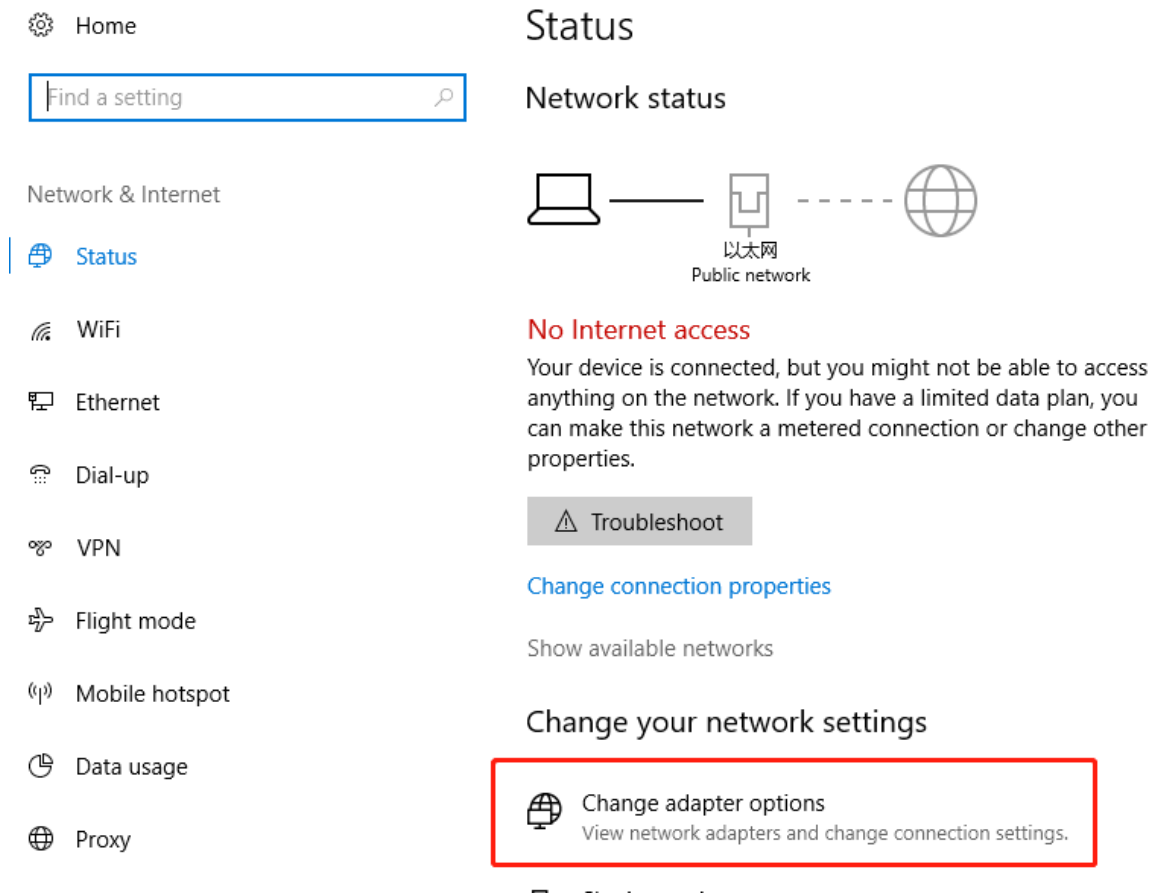 Home
Find a setting
Network & Internet
Status
WiFi
Ethernet
Dial-up
VPN
Flight mode
Mobile hotspot
Data usage
Proxy
Status
Network status
以太网
Public network
No Internet access
Your device is connected, but you might not be able to access
anything on the network. If you have a limited data plan, you
can make this network a metered connection or change other
properties.
Troubleshoot
Change connection properties
Show available networks
Change your network settings
Change adapter options
View network adapters and change connection settings.